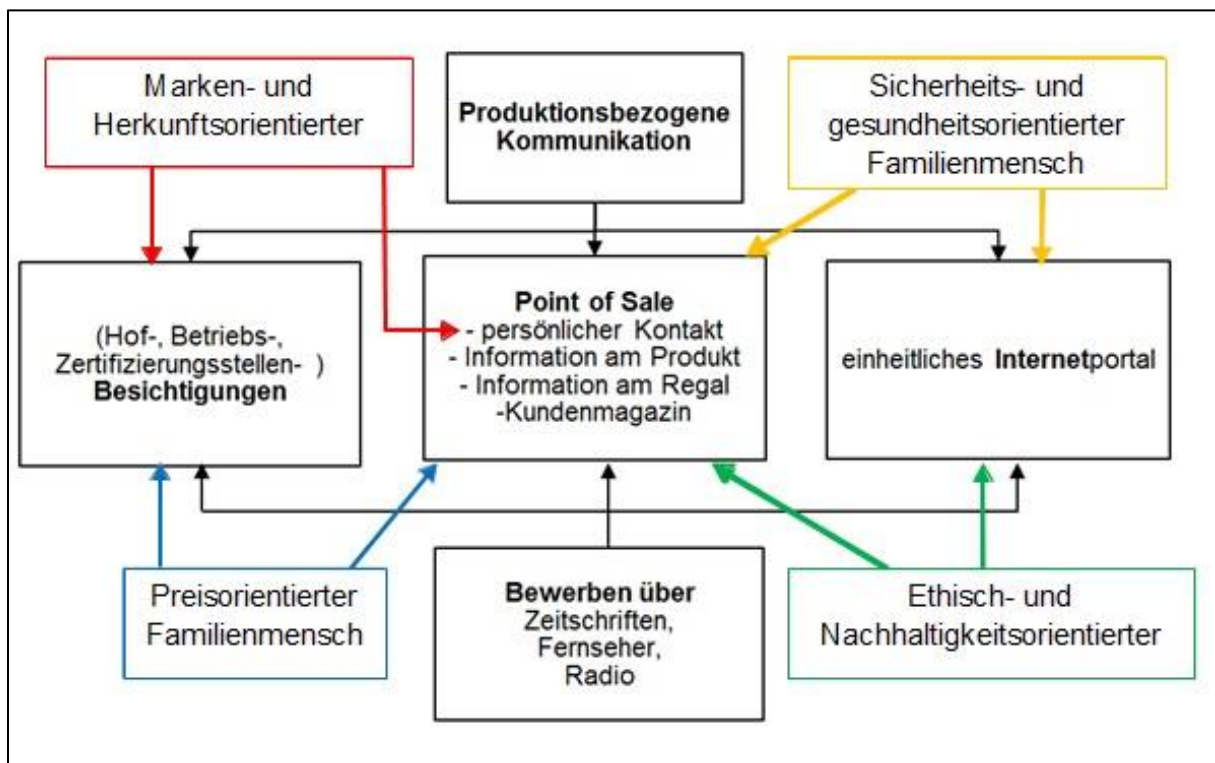 Marken- und
Herkunftsorientierter
Produktionsbezogene
Kommunikation
Sicherheits- und
gesundheitsorientierter
Familienmensch
(Hof-, Betriebs-,
Zertifizierungsstellen- )
Besichtigungen
Point of Sale
- persönlicher Kontakt
- Information am Produkt
- Information am Regal
-Kundenmagazin
einheitliches Internetportal
Preisorientierter
Familienmensch
Bewerben über
Zeitschriften,
Fernseher,
Radio
Ethisch- und
Nachhaltigkeitsorientierter